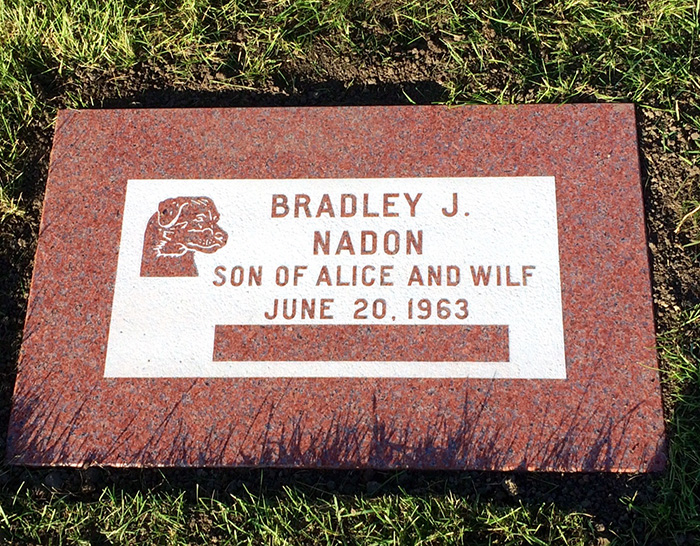 BRADLEY J.
NADON
SON OF ALICE AND WILF
JUNE 20, 1963